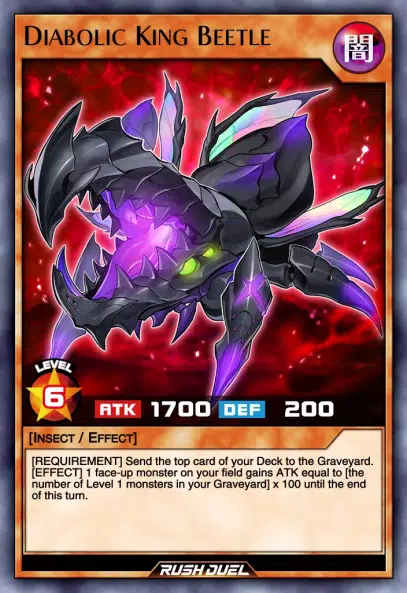 DIABOLIC KING BEETLE
闇
LEVEL
6
ATK 1700 DEF 200
[INSECT / EFFECT]
[REQUIREMENT] Send the top card of your Deck to the Graveyard.
[EFFECT] 1 face-up monster on your field gains ATK equal to [the
number of Level 1 monsters in your Graveyard] x 100 until the end
of this turn.
RUSH DUEL